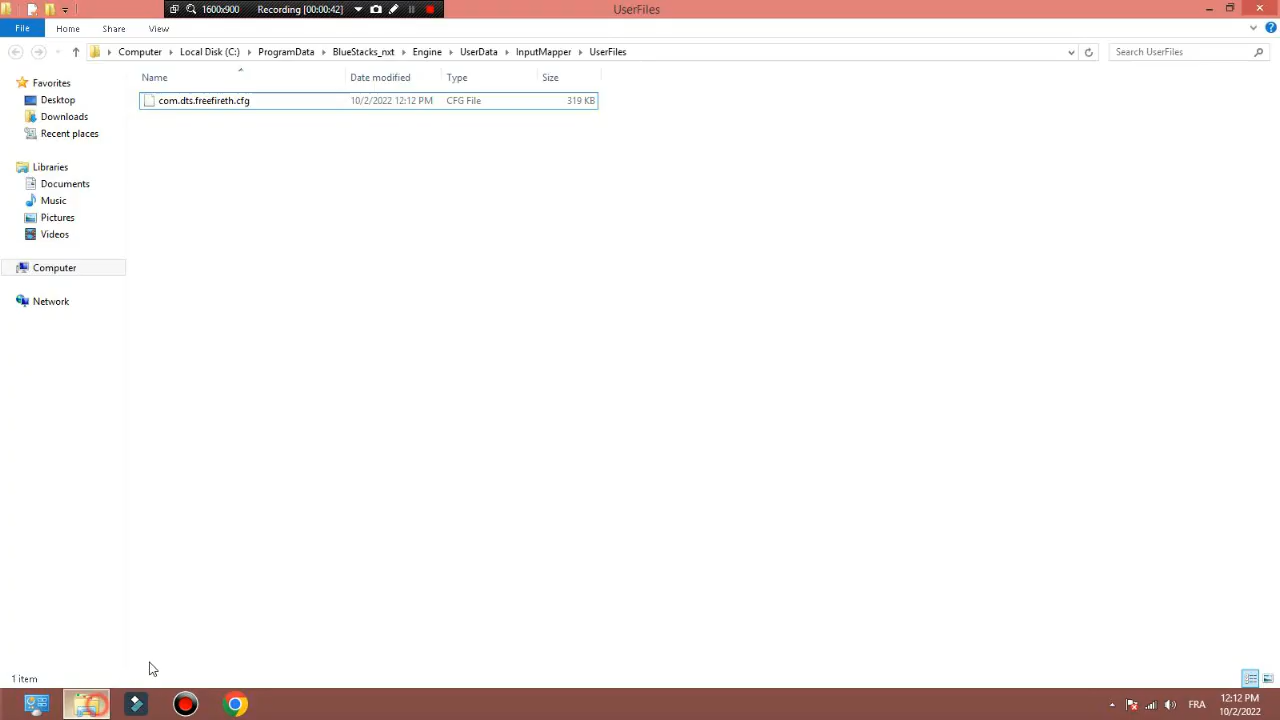 1600x900 Recording [00:00:42]
UserFiles
File Home Share View
Computer Local Disk (C:) ProgramData BlueStacks_nxt Engine UserData InputMapper UserFiles
Search UserFiles
Name Date modified Type Size
com.dts.freefireth.cfg 10/2/2022 12:12 PM CFG File 319 KB
Favorites
Desktop
Downloads
Recent places
Libraries
Documents
Music
Pictures
Videos
Computer
Network
1 item
FRA
12:12 PM
10/2/2022